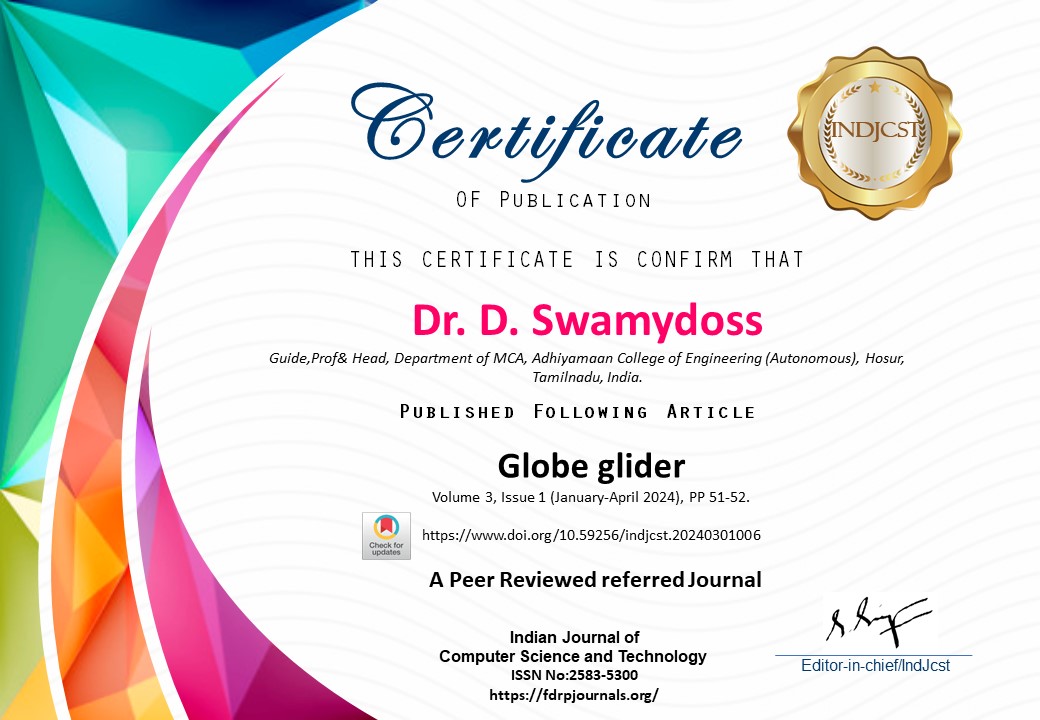 Certificate
INDJCST
OF PUBLICATION
THIS CERTIFICATE IS CONFIRM THAT
Dr. D. Swamydoss
Guide,Prof& Head, Department of MCA, Adhiyamaan College of Engineering (Autonomous), Hosur,
Tamilnadu, India.
PUBLISHED FOLLOWING ARTICLE
Globe glider
Volume 3, Issue 1 (January-April 2024), PP 51-52.
Check for
updates
https://www.doi.org/10.59256/indjcst.20240301006
A Peer Reviewed referred Journal
Indian Journal of
Computer Science and Technology
ISSN No:2583-5300
https://fdrpjournals.org/
Editor-in-chief/IndJcst